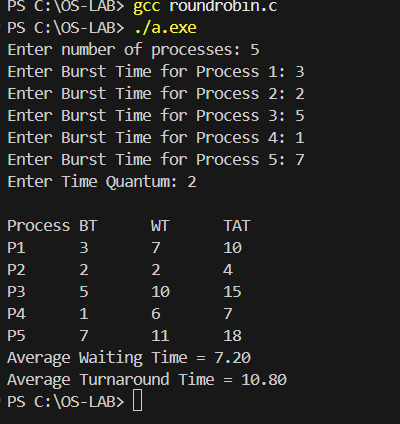 PS C:\OS-LAB> gcc roundrobin.c
PS C:\OS-LAB> ./a.exe
Enter number of processes: 5
Enter Burst Time for Process 1: 3
Enter Burst Time for Process 2: 2
Enter Burst Time for Process 3: 5
Enter Burst Time for Process 4: 1
Enter Burst Time for Process 5: 7
Enter Time Quantum: 2
Process BT WT TAT
P1 3 7 10
P2 2 2 4
P3 5 10 15
P4 1 6 7
P5 7 11 18
Average Waiting Time = 7.20
Average Turnaround Time = 10.80
PS C:\OS-LAB>